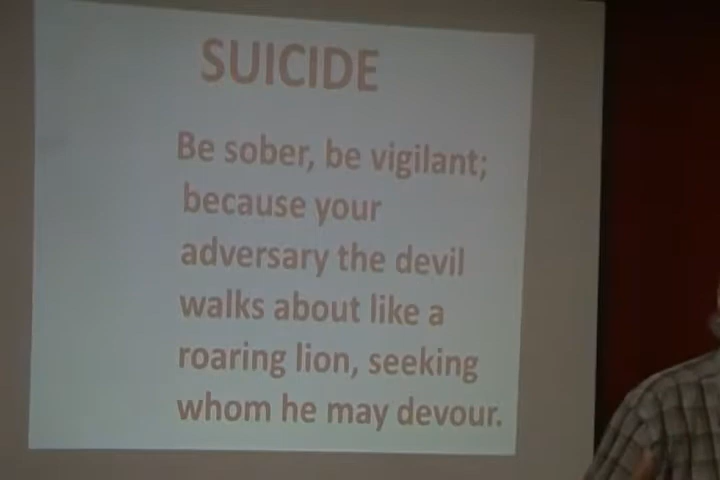 SUICIDE
Be sober, be vigilant;
because your
adversary the devil
walks about like a
roaring lion, seeking
whom he may devour.